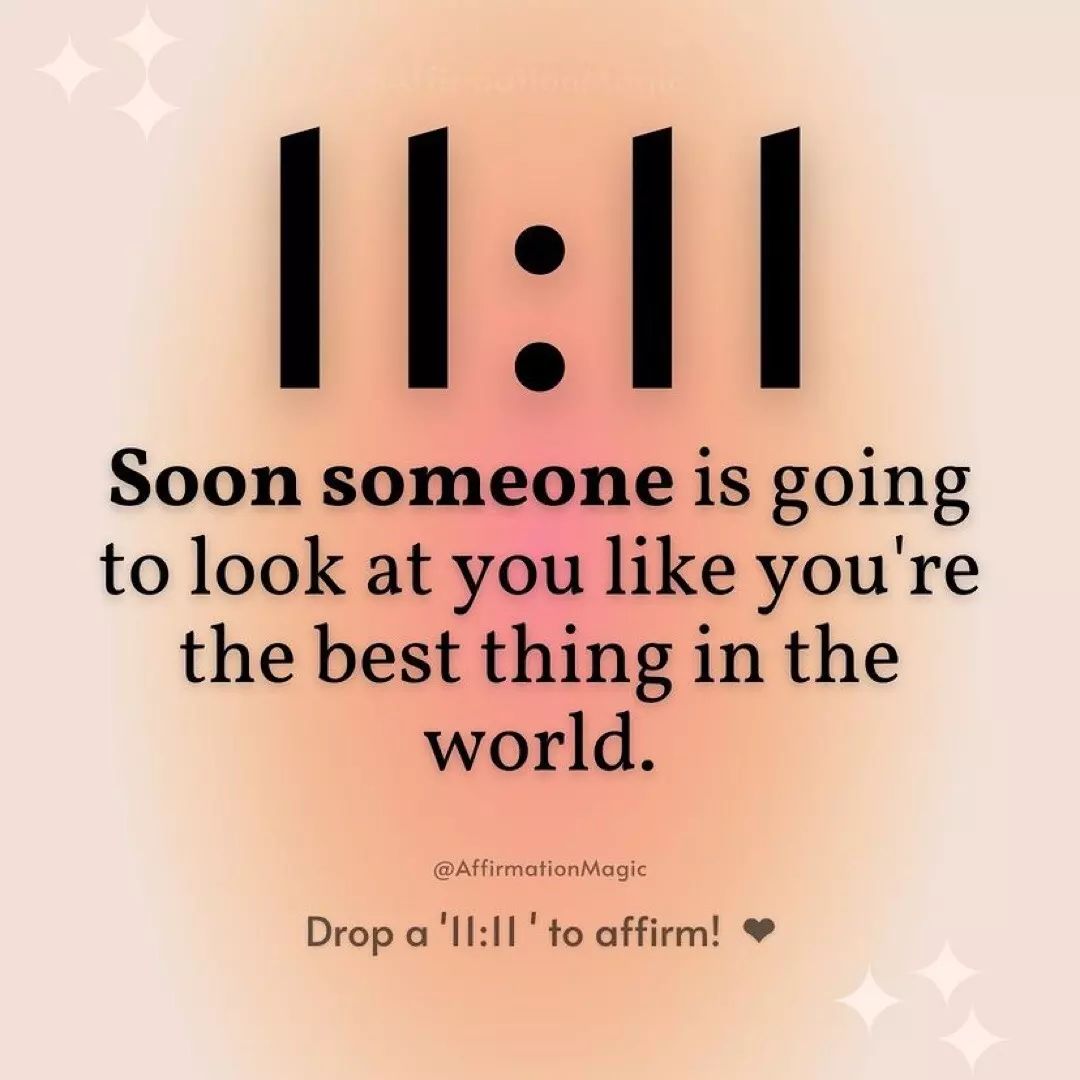 11:11
Soon someone is going
to look at you like you're
the best thing in the
world.
@AffirmationMagic
Drop a '11:11 ' to affirm! ❤